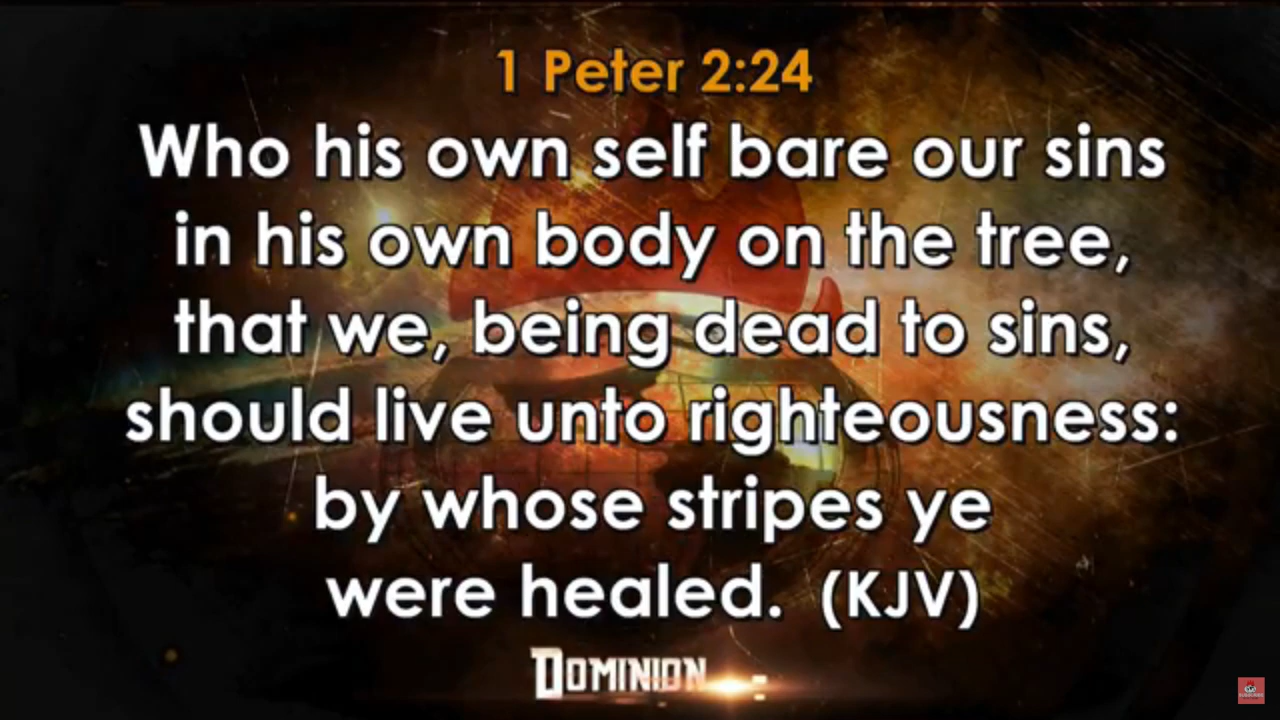 1 Peter 2:24
Who his own self bare our sins
in his own body on the tree,
that we, being dead to sins,
should live unto righteousness:
by whose stripes ye
were healed. (KJV)
DOMINION